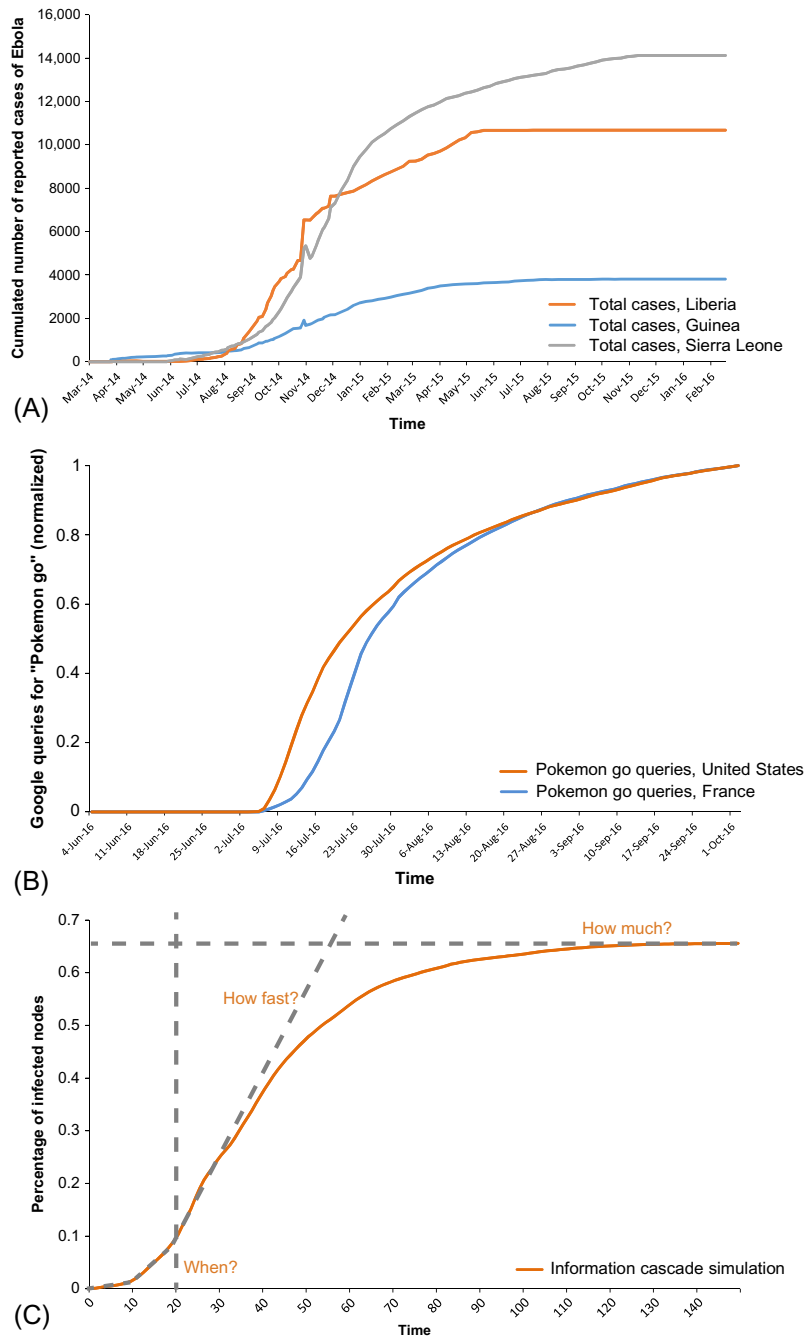 Cumulated number of reported cases of Ebola
16,000
14,000
12,000
10,000
8000
6000
4000
2000
0
Mar-14
Apr-14
May-14
Jun-14
Jul-14
Aug-14
Sep-14
Oct-14
Nov-14
Dec-14
Jan-15
Feb-15
Mar-15
Apr-15
May-15
Jun-15
Jul-15
Aug-15
Sep-15
Oct-15
Nov-15
Dec-15
Jan-16
Feb-16
Total cases, Liberia
Total cases, Guinea
Total cases, Sierra Leone
(A)
Time
Google queries for "Pokemon go" (normalized)
1
0.8
0.6
0.4
0.2
0
4-Jun-16
11-Jun-16
18-Jun-16
25-Jun-16
2-Jul-16
9-Jul-16
16-Jul-16
23-Jul-16
30-Jul-16
6-Aug-16
13-Aug-16
20-Aug-16
27-Aug-16
3-Sep-16
10-Sep-16
17-Sep-16
24-Sep-16
1-Oct-16
Pokemon go queries, United States
Pokemon go queries, France
(B)
Time
Percentage of infected nodes
0.7
0.6
0.5
0.4
0.3
0.2
0.1
0
How much?
How fast?
When?
Information cascade simulation
0
10
20
30
40
50
60
70
80
90
100
110
120
130
140
(C)
Time